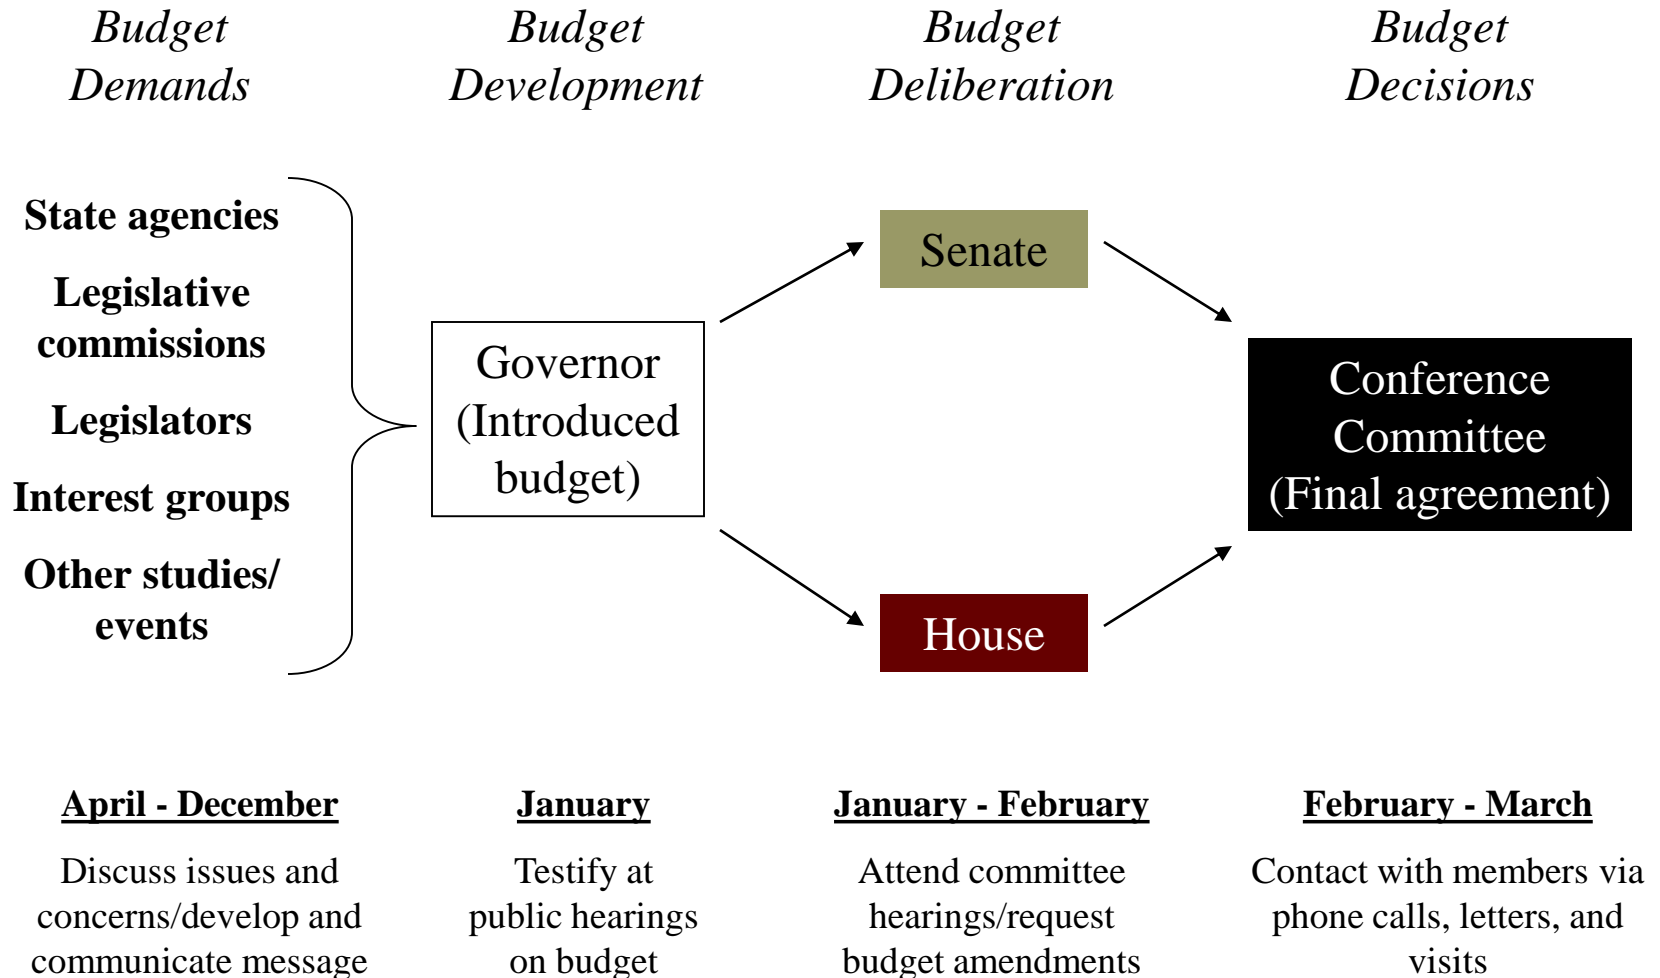 Budget
Demands
Budget
Development
Budget
Deliberation
Budget
Decisions
State agencies
Legislative
commissions
Legislators
Interest groups
Other studies/
events
Governor
(Introduced
budget)
Senate
House
Conference
Committee
(Final agreement)
April - December
Discuss issues and
concerns/develop and
communicate message
January
Testify at
public hearings
on budget
January - February
Attend committee
hearings/request
budget amendments
February - March
Contact with members via
phone calls, letters, and
visits